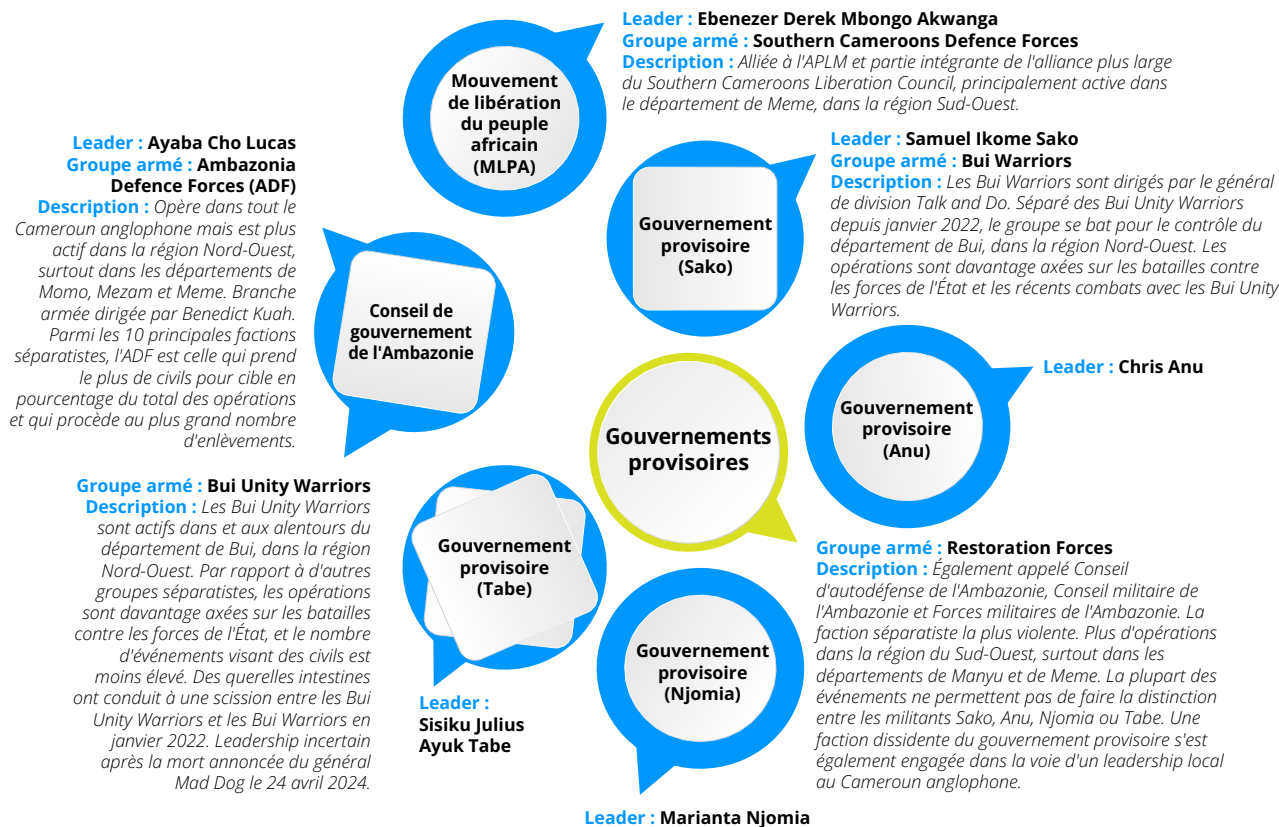 Leader : Ebenezer Derek Mbongo Akwanga
Groupe armé : Southern Cameroons Defence Forces
Description : Alliée à l'APLM et partie intégrante de l'alliance plus large
du Southern Cameroons Liberation Council, principalement active dans
le département de Meme, dans la région Sud-Ouest.
Mouvement
de libération
du peuple
africain
(MLPA)
Leader : Ayaba Cho Lucas
Groupe armé : Ambazonia
Defence Forces (ADF)
Description : Opère dans tout le
Cameroun anglophone mais est plus
actif dans la région Nord-Ouest,
surtout dans les départements de
Momo, Mezam et Meme. Branche
armée dirigée par Benedict Kuah.
Parmi les 10 principales factions
séparatistes, l'ADF est celle qui prend
le plus de civils pour cible en
pourcentage du total des opérations
et qui procède au plus grand nombre
d'enlèvements.
Conseil de
gouvernement
de l'Ambazonie
Leader : Samuel Ikome Sako
Groupe armé : Bui Warriors
Description : Les Bui Warriors sont dirigés par le général
de division Talk and Do. Séparé des Bui Unity Warriors
depuis janvier 2022, le groupe se bat pour le contrôle du
département de Bui, dans la région Nord-Ouest. Les
opérations sont davantage axées sur les batailles contre
les forces de l'État et les récents combats avec les Bui Unity
Warriors.
Gouvernement
provisoire
(Sako)
Leader : Chris Anu
Gouvernement
provisoire
(Anu)
Gouvernements
provisoires
Groupe armé : Bui Unity Warriors
Description : Les Bui Unity Warriors
sont actifs dans et aux alentours du
département de Bui, dans la région
Nord-Ouest. Par rapport à d'autres
groupes séparatistes, les opérations
sont davantage axées sur les batailles
contre les forces de l'État, et le nombre
d'événements visant des civils est
moins élevé. Des querelles intestines
ont conduit à une scission entre les Bui
Unity Warriors et les Bui Warriors en
janvier 2022. Leadership incertain
après la mort annoncée du général
Mad Dog le 24 avril 2024.
Gouvernement
provisoire
(Tabe)
Leader :
Sisiku Julius
Ayuk Tabe
Groupe armé : Restoration Forces
Description : Également appelé Conseil
d'autodéfense de l'Ambazonie, Conseil militaire de
l'Ambazonie et Forces militaires de l'Ambazonie. La
faction séparatiste la plus violente. Plus d'opérations
dans la région du Sud-Ouest, surtout dans les
départements de Manyu et de Meme. La plupart des
événements ne permettent pas de faire la distinction
entre les militants Sako, Anu, Njomia ou Tabe. Une
faction dissidente du gouvernement provisoire s'est
également engagée dans la voie d'un leadership local
au Cameroun anglophone.
Gouvernement
provisoire
(Njomia)
Leader : Marianta Njomia